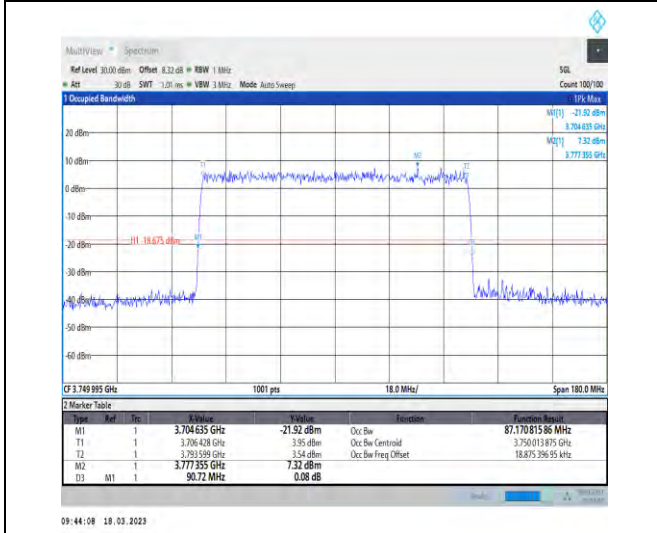 MultiView Spectrum
Ref Level 30.00 dBm Offset 8.32 dB RBW 1 MHz SGL
Att 30 dB SWT 1.01 ms VBW 3 MHz Mode Auto Sweep Count 100/100
1 Occupied Bandwidth 1Pk Max
M1[1] -21.92 dBm
3.704 635 GHz
M2[1] 7.32 dBm
3.777 355 GHz
20 dBm
10 dBm
T1 M2 T2
0 dBm
-10 dBm
H1 -18.675 dBm M1
-20 dBm
-30 dBm
-40 dBm
-50 dBm
-60 dBm
CF 3.749 995 GHz 1001 pts 18.0 MHz/ Span 180.0 MHz
2 Marker Table
Type Ref Trc X-Value Y-Value Function Function Result
M1 1 3.704 635 GHz -21.92 dBm Occ Bw 87.170 815 86 MHz
T1 1 3.706 428 GHz 3.95 dBm Occ Bw Centroid 3.750 013 875 GHz
T2 1 3.793 599 GHz 3.54 dBm Occ Bw Freq Offset 18.875 396 95 kHz
M2 1 3.777 355 GHz 7.32 dBm
D3 M1 1 90.72 MHz 0.08 dB
09:44:08 18.03.2023